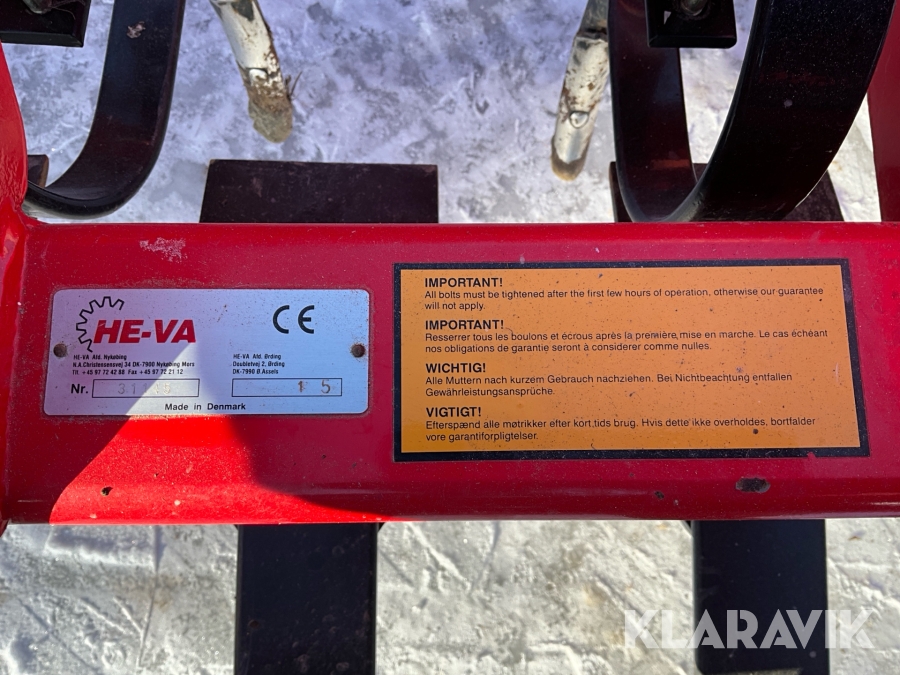 HE-VA
HE-VA Afd. Nykøbing
N.A.Christensensvej 34 DK-7900 Nykøbing Mors
Tlf. +45 97 72 42 88 Fax +45 97 72 21 12
Nr.
CE
HE-VA Afd. Ørding
Doubletvej 2, Ørding
DK-7990 Ø.Assels
15
Made in Denmark
IMPORTANT!
All bolts must be tightened after the first few hours of operation, otherwise our guarantee
will not apply.
IMPORTANT!
Resserrer tous les boulons et écrous après la première mise en marche. Le cas échéant
nos obligations de garantie seront à considerer comme nulles.
WICHTIG!
Alle Muttern nach kurzem Gebrauch nachziehen. Bei Nichtbeachtung entfallen
Gewährleistungsansprüche.
VIGTIGT!
Efterspænd alle møtrikker efter kort tids brug. Hvis dette ikke overholdes, bortfalder
vore garantiforpligtelser.
KLARAVIK